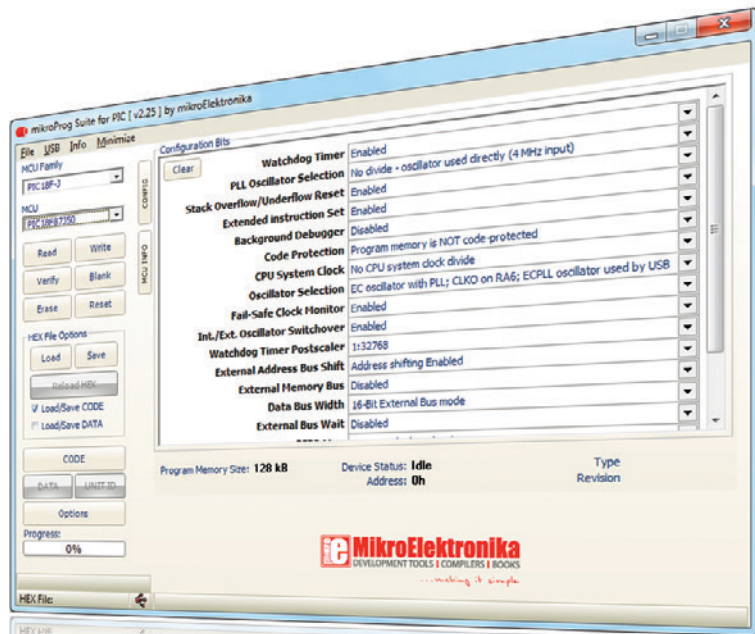 mikroProg Suite for PIC [ v2.25 ] by mikroElektronika
File USB Info Minimize
MCU Family
PIC18F-J
MCU
PIC18F87J50
Read Write
Verify Blank
Erase Reset
HEX File Options
Load Save
Reload HEX
Load/Save CODE
Load/Save DATA
CODE
DATA UNIT ID
Options
Progress:
0%
HEX File:
CONFIG
MCU INFO
Configuration Bits
Clear
Watchdog Timer Enabled
PLL Oscillator Selection No divide - oscillator used directly (4 MHz input)
Stack Overflow/Underflow Reset Enabled
Extended instruction Set Enabled
Background Debugger Disabled
Code Protection Program memory is NOT code-protected
CPU System Clock No CPU system clock divide
Oscillator Selection EC oscillator with PLL; CLKO on RA6; ECPLL oscillator used by USB
Fail-Safe Clock Monitor Enabled
Int./Ext. Oscillator Switchover Enabled
Watchdog Timer Postscaler 1:32768
External Address Bus Shift Address shifting Enabled
External Memory Bus Disabled
Data Bus Width 16-Bit External Bus mode
External Bus Wait Disabled
Program Memory Size: 128 kB
Device Status: Idle
Address: 0h
Type
Revision
MikroElektronika
DEVELOPMENT TOOLS | COMPILERS | BOOKS
...making it simple